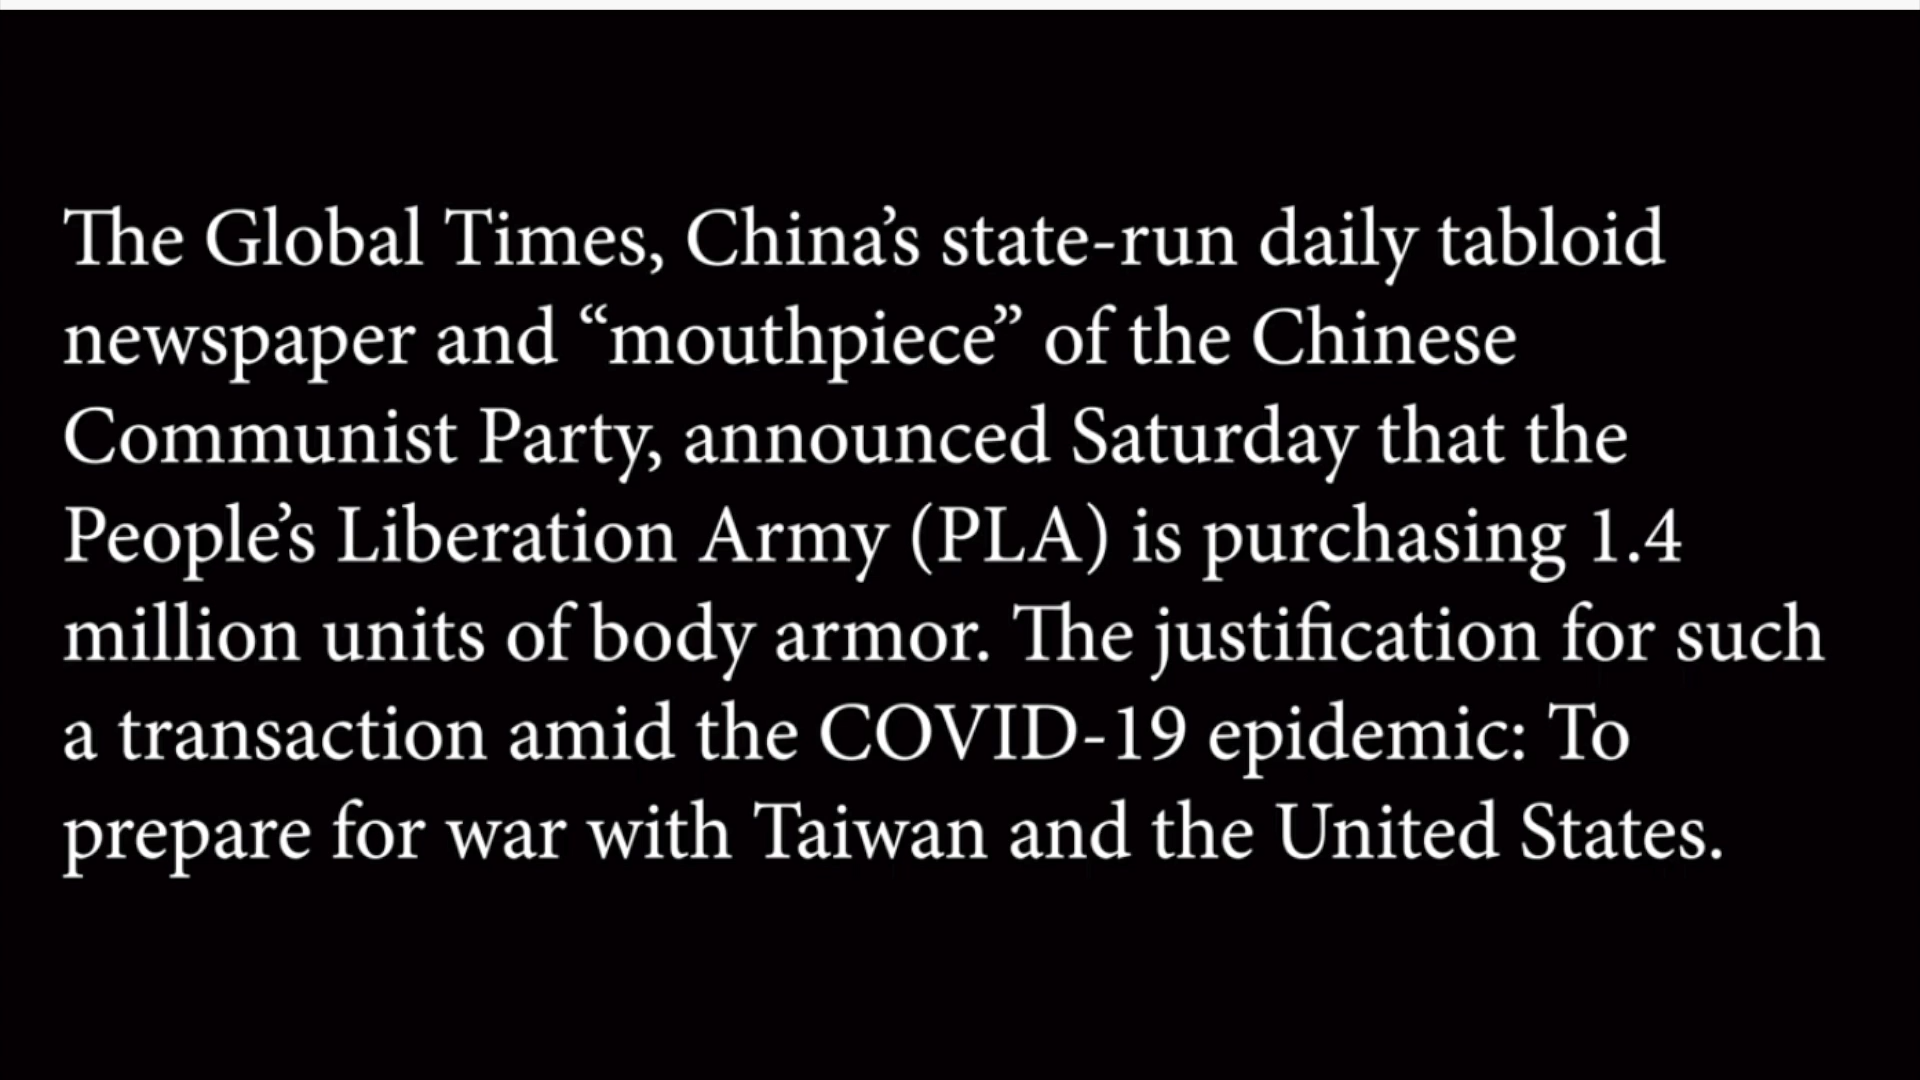 The Global Times, China’s state-run daily tabloid
newspaper and “mouthpiece” of the Chinese
Communist Party, announced Saturday that the
People’s Liberation Army (PLA) is purchasing 1.4
million units of body armor. The justification for such
a transaction amid the COVID-19 epidemic: To
prepare for war with Taiwan and the United States.